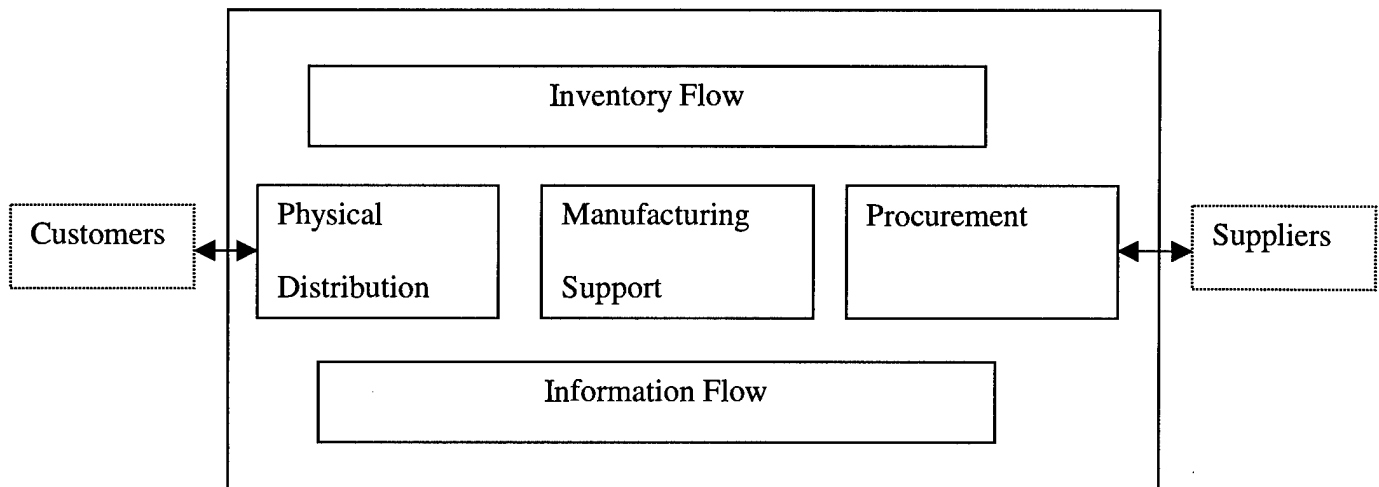 Inventory Flow
Customers
Physical
Distribution
Manufacturing
Support
Procurement
Suppliers
Information Flow